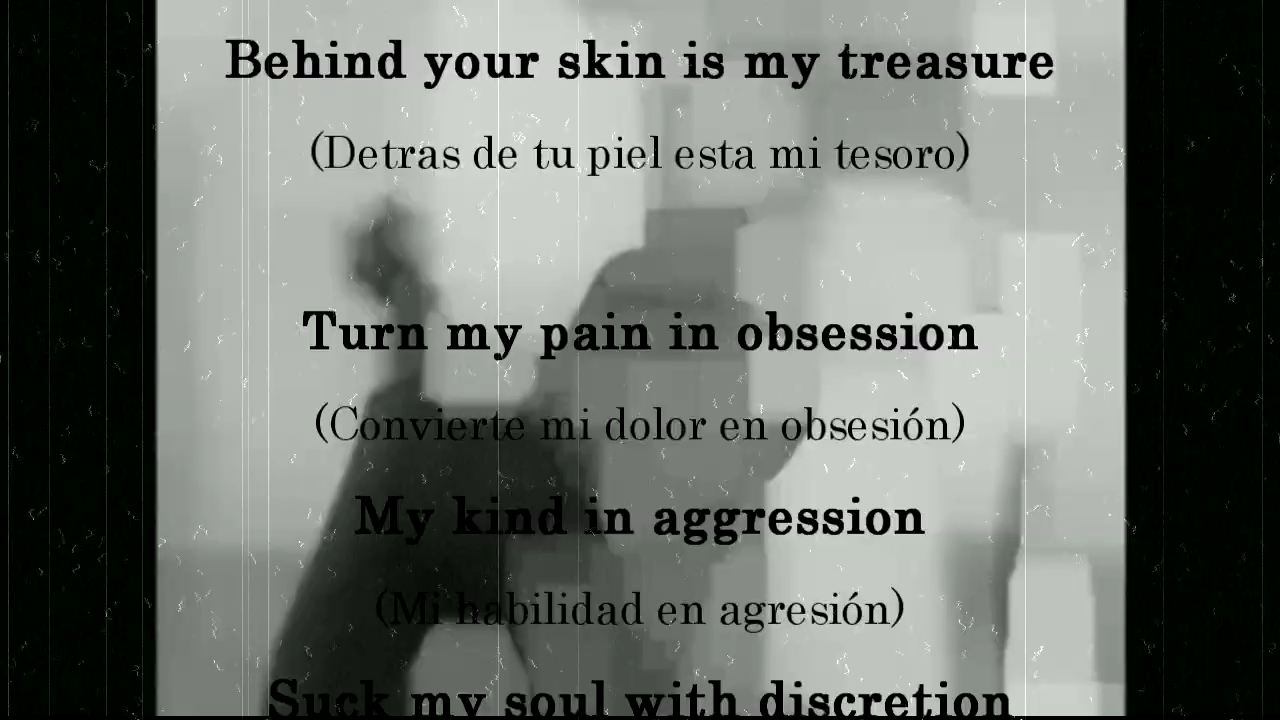 Behind your skin is my treasure
(Detras de tu piel esta mi tesoro)
Turn my pain in obsession
(Convierte mi dolor en obsesión)
My kind in aggression
(Mi habilidad en agresión)
Suck my soul with discretion